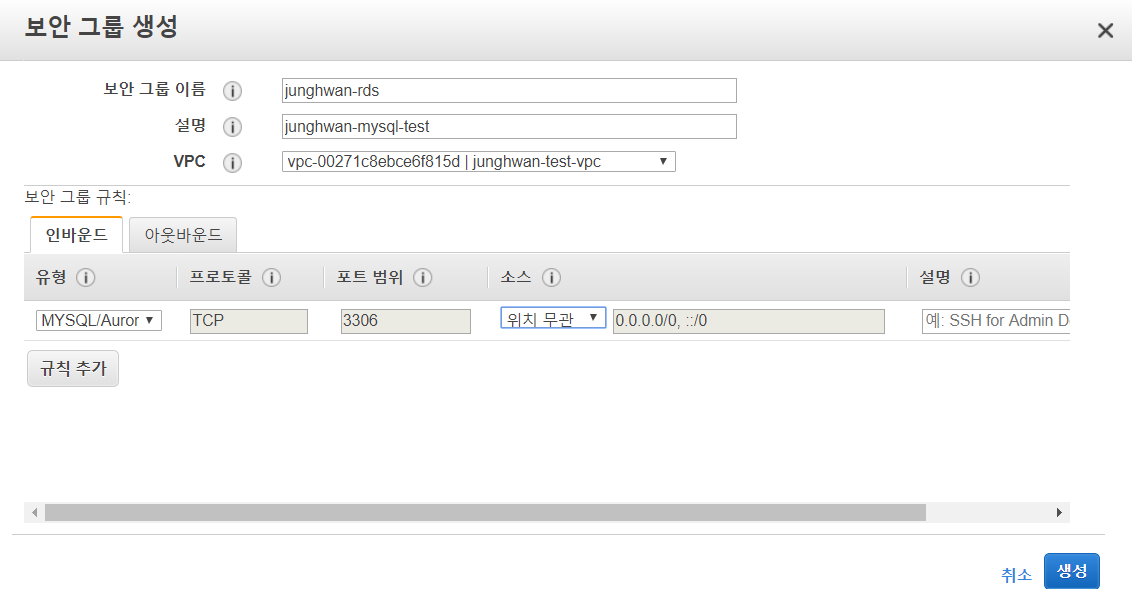 보안 그룹 생성
보안 그룹 이름 junghwan-rds
설명 junghwan-mysql-test
VPC vpc-00271c8ebce6f815d | junghwan-test-vpc
보안 그룹 규칙:
인바운드 아웃바운드
유형 프로토콜 포트 범위 소스 설명
MYSQL/Auror TCP 3306 위치 무관 0.0.0.0/0, ::/0 예: SSH for Admin D
규칙 추가
취소 생성